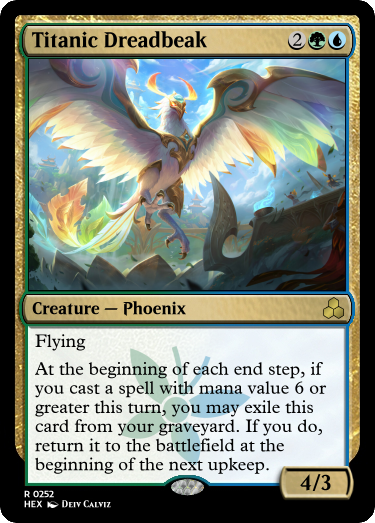 Titanic Dreadbeak 2
Creature — Phoenix
Flying
At the beginning of each end step, if
you cast a spell with mana value 6 or
greater this turn, you may exile this
card from your graveyard. If you do,
return it to the battlefield at the
beginning of the next upkeep.
4/3
R 0252
HEX Deiv Calviz